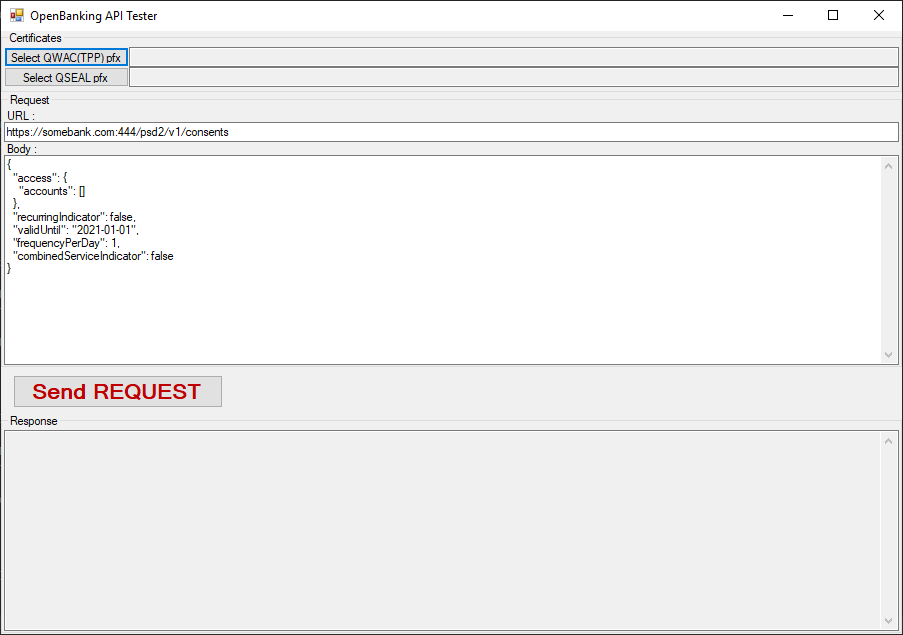 OpenBanking API Tester
Certificates
Select QWAC(TPP) pfx
Select QSEAL pfx
Request
URL :
https://somebank.com:444/psd2/v1/consents
Body :
{
  "access": {
    "accounts": []
  },
  "recurringIndicator": false,
  "validUntil": "2021-01-01",
  "frequencyPerDay": 1,
  "combinedServiceIndicator": false
}
Send REQUEST
Response